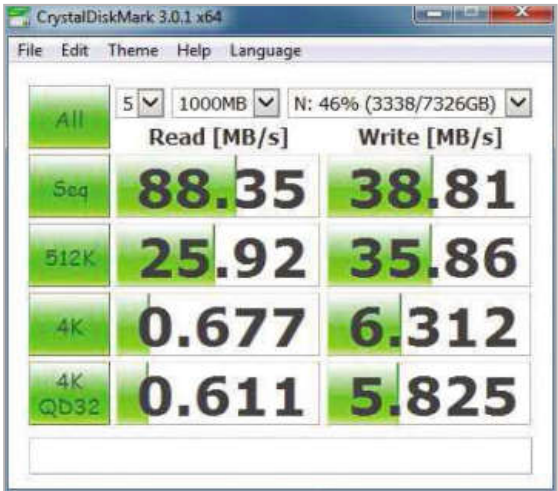 CrystalDiskMark 3.0.1 x64
File Edit Theme Help Language
All 5 1000MB N: 46% (3338/7326GB)
Read [MB/s] Write [MB/s]
Seq 88.35 38.81
512K 25.92 35.86
4K 0.677 6.312
4K QD32 0.611 5.825